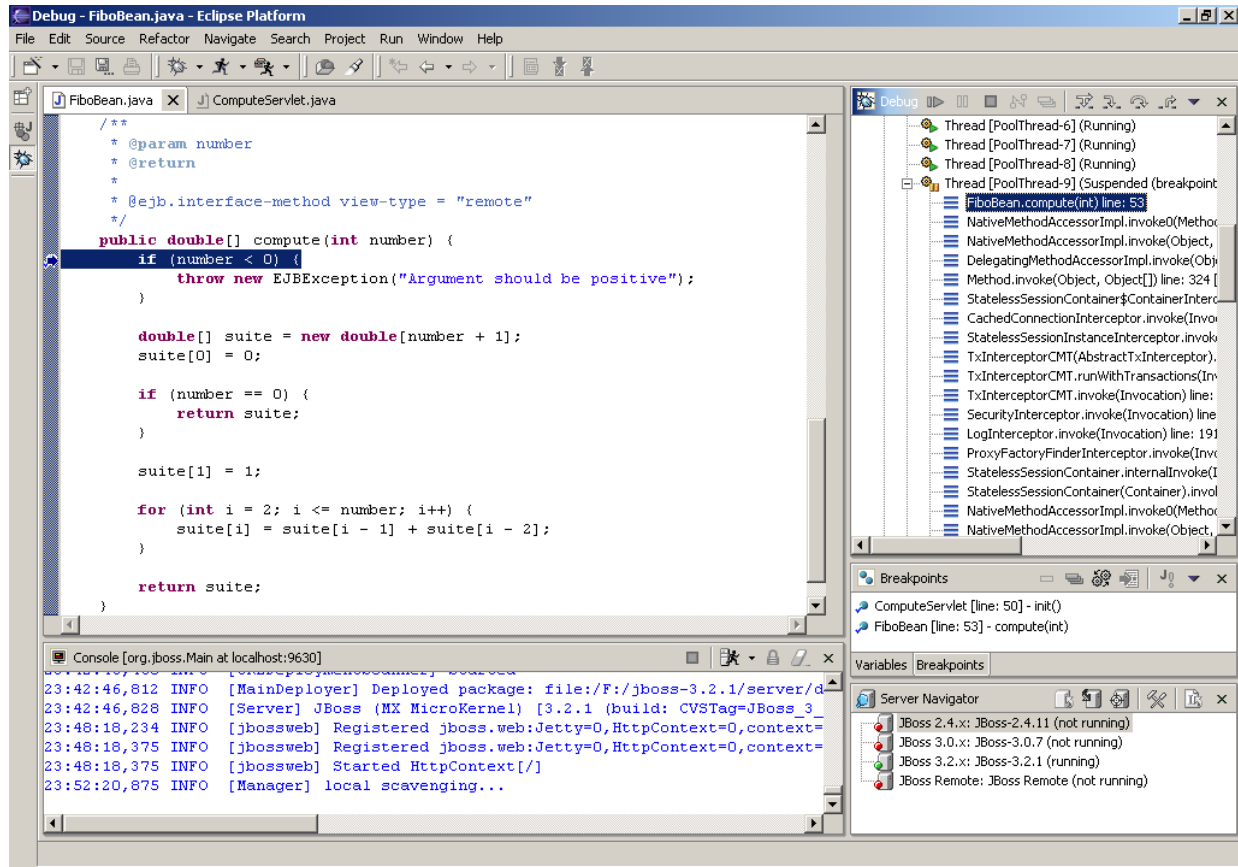 Debug - FiboBean.java - Eclipse Platform
File Edit Source Refactor Navigate Search Project Run Window Help
FiboBean.java
ComputeServlet.java
/**
* @param number
* @return
*
* @ejb.interface-method view-type = "remote"
*/
public double[] compute(int number) {
if (number < 0) {
throw new EJBException("Argument should be positive");
}
double[] suite = new double[number + 1];
suite[0] = 0;
if (number == 0) {
return suite;
}
suite[1] = 1;
for (int i = 2; i <= number; i++) {
suite[i] = suite[i - 1] + suite[i - 2];
}
return suite;
}
Console [org.jboss.Main at localhost:9630]
23:42:46,812 INFO [MainDeployer] Deployed package: file:/F:/jboss-3.2.1/server/d
23:42:46,828 INFO [Server] JBoss (MX MicroKernel) [3.2.1 (build: CVSTag=JBoss_3_
23:48:18,234 INFO [jbossweb] Registered jboss.web:Jetty=0,HttpContext=0,context=
23:48:18,375 INFO [jbossweb] Registered jboss.web:Jetty=0,HttpContext=0,context=
23:48:18,375 INFO [jbossweb] Started HttpContext[/]
23:52:20,875 INFO [Manager] local scavenging...
Debug
Thread [PoolThread-6] (Running)
Thread [PoolThread-7] (Running)
Thread [PoolThread-8] (Running)
Thread [PoolThread-9] (Suspended (breakpoint
FiboBean.compute(int) line: 53
NativeMethodAccessorImpl.invoke0(Method
NativeMethodAccessorImpl.invoke(Object,
DelegatingMethodAccessorImpl.invoke(Obj
Method.invoke(Object, Object[]) line: 324 [
StatelessSessionContainer$ContainerInterc
CachedConnectionInterceptor.invoke(Invo
StatelessSessionInstanceInterceptor.invok
TxInterceptorCMT(AbstractTxInterceptor).
TxInterceptorCMT.runWithTransactions(Inv
TxInterceptorCMT.invoke(Invocation) line:
SecurityInterceptor.invoke(Invocation) line
LogInterceptor.invoke(Invocation) line: 191
ProxyFactoryFinderInterceptor.invoke(Invo
StatelessSessionContainer.internalInvoke(I
StatelessSessionContainer(Container).invol
NativeMethodAccessorImpl.invoke0(Method
NativeMethodAccessorImpl.invoke(Object,
Breakpoints
ComputeServlet [line: 50] - init()
FiboBean [line: 53] - compute(int)
Variables Breakpoints
Server Navigator
JBoss 2.4.x: JBoss-2.4.11 (not running)
JBoss 3.0.x: JBoss-3.0.7 (not running)
JBoss 3.2.x: JBoss-3.2.1 (running)
JBoss Remote: JBoss Remote (not running)